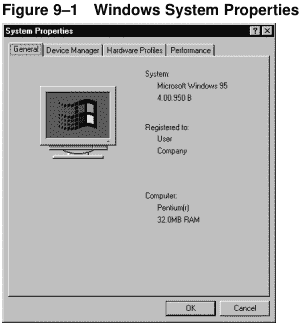 Figure 9–1 Windows System Properties
System Properties
General Device Manager Hardware Profiles Performance
System:
Microsoft Windows 95
4.00.950 B
Registered to:
User
Company
Computer:
Pentium(r)
32.0MB RAM
OK Cancel